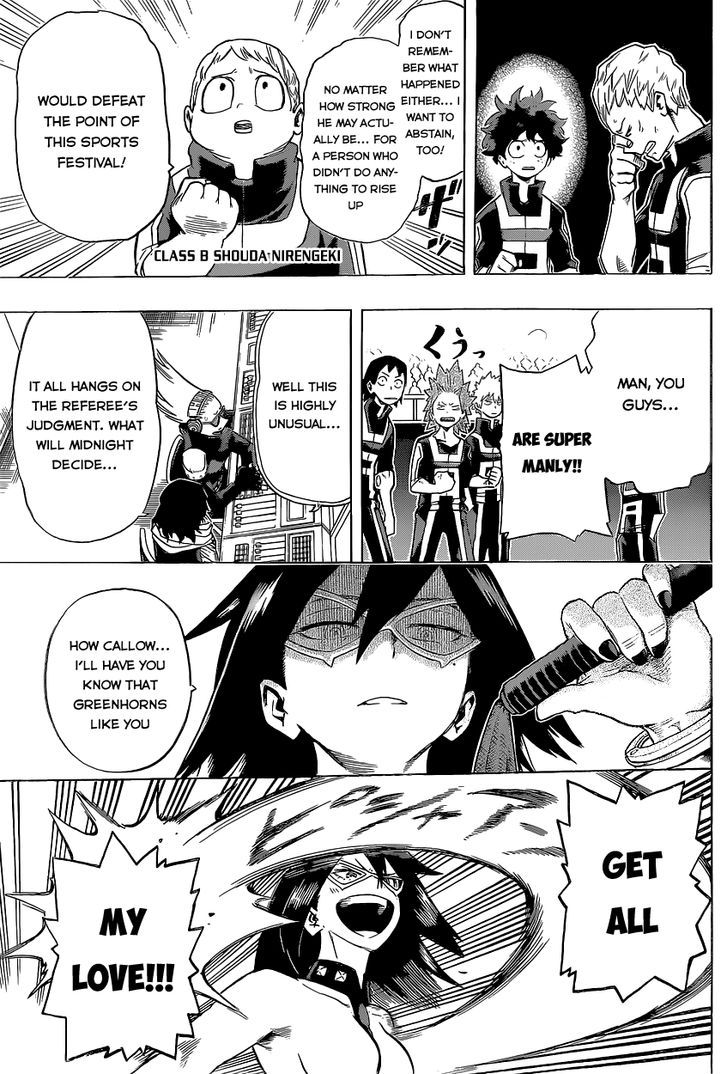 I DON'T
REMEM-
BER WHAT
HAPPENED
EITHER... I
WANT TO
ABSTAIN,
TOO!
NO MATTER
HOW STRONG
HE MAY ACTU-
ALLY BE... FOR
A PERSON WHO
DIDN'T DO ANY-
THING TO RISE
UP
WOULD DEFEAT
THE POINT OF
THIS SPORTS
FESTIVAL!
CLASS B SHOUDA NIRENGEKI
ザッ
MAN, YOU
GUYS...
ARE SUPER
MANLY!!
くぅっ
WELL THIS
IS HIGHLY
UNUSUAL...
IT ALL HANGS ON
THE REFEREE'S
JUDGMENT. WHAT
WILL MIDNIGHT
DECIDE...
HOW CALLOW...
I'LL HAVE YOU
KNOW THAT
GREENHORNS
LIKE YOU
GET
ALL
MY
LOVE!!!